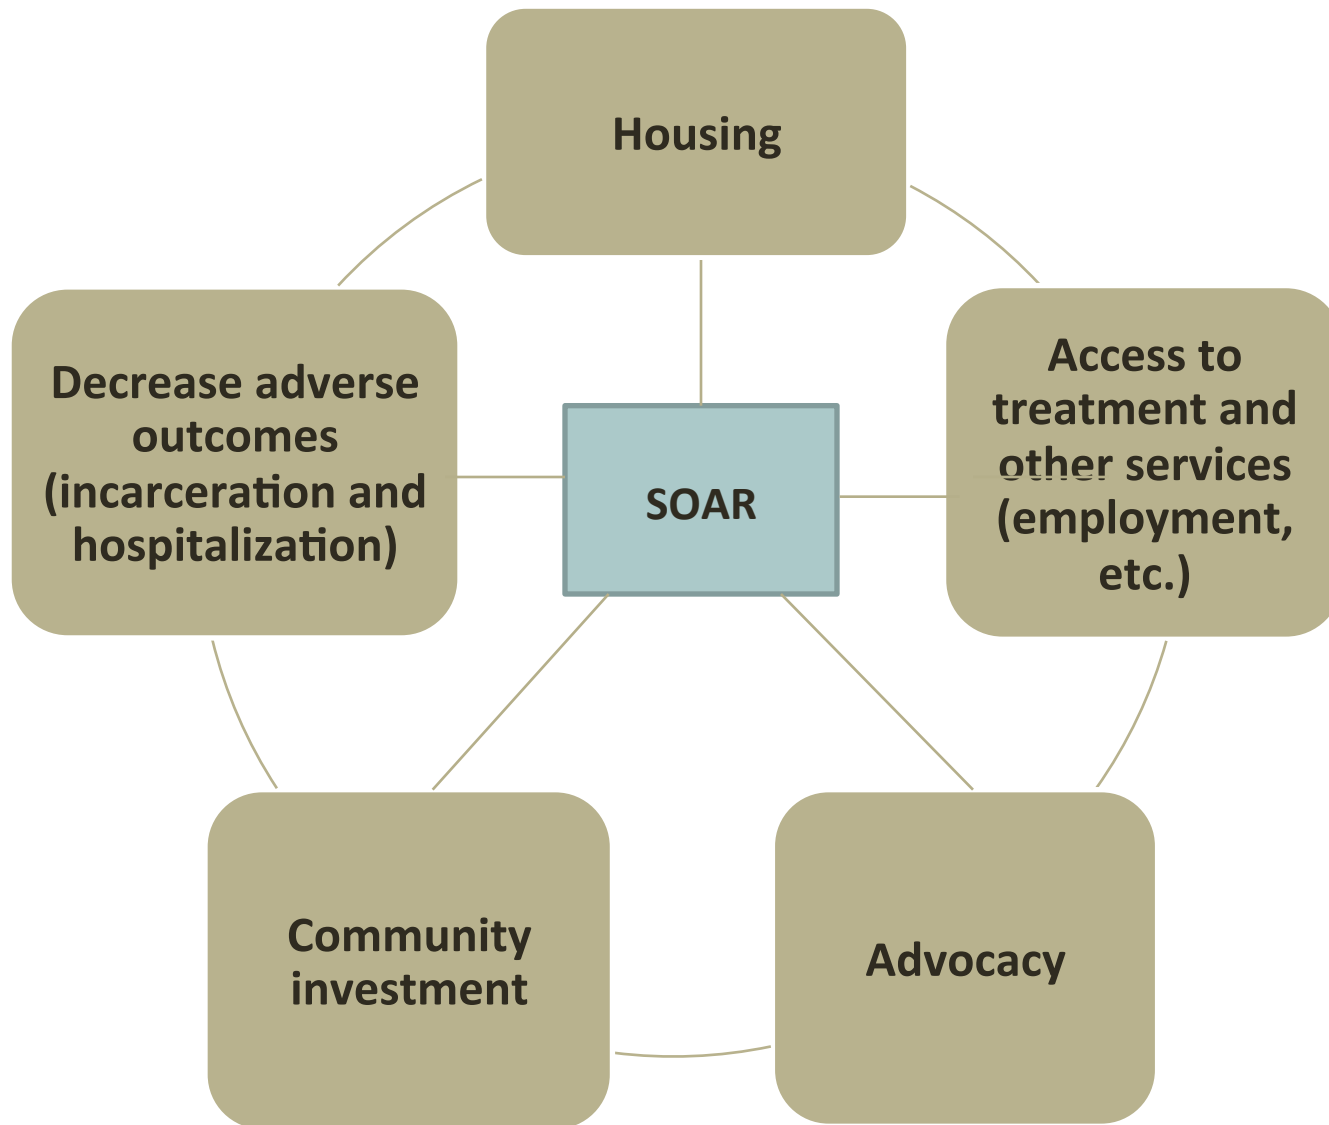 Housing
Decrease adverse
outcomes
(incarceration and
hospitalization)
SOAR
Access to
treatment and
other services
(employment,
etc.)
Community
investment
Advocacy